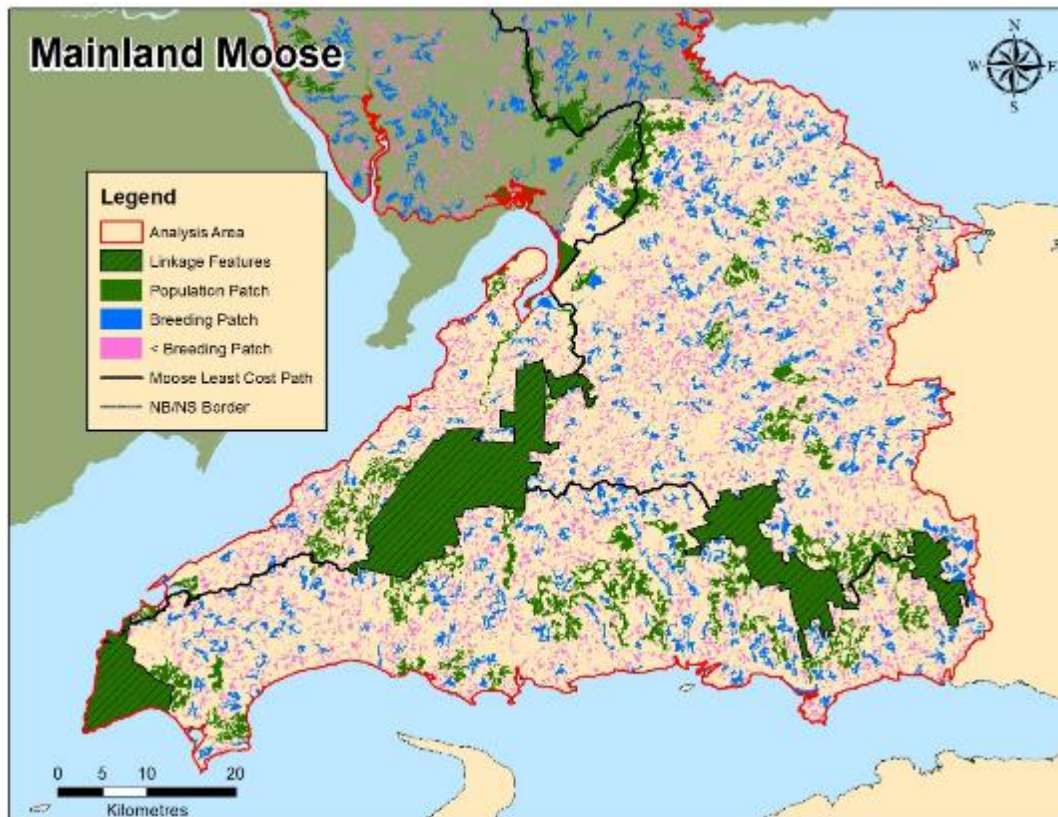 Mainland Moose
N
W E
S
Legend
Analysis Area
Linkage Features
Population Patch
Breeding Patch
< Breeding Patch
Moose Least Cost Path
NB/NS Border
0 5 10 20
Kilometres